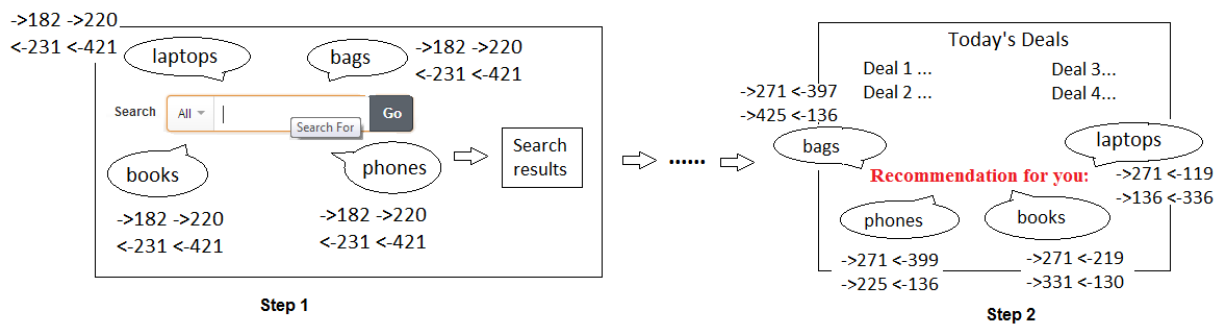 ->182 ->220
<-231 <-421
laptops
bags
->182 ->220
<-231 <-421
Search
All
Go
Search For
books
phones
->182 ->220
<-231 <-421
->182 ->220
<-231 <-421
Search
results
......
Step 1
Today's Deals
Deal 1 ...
Deal 3...
Deal 2 ...
Deal 4...
->271 <-397
->425 <-136
bags
laptops
Recommendation for you:
->271 <-119
->136 <-336
phones
books
->271 <-399
->225 <-136
->271 <-219
->331 <-130
Step 2